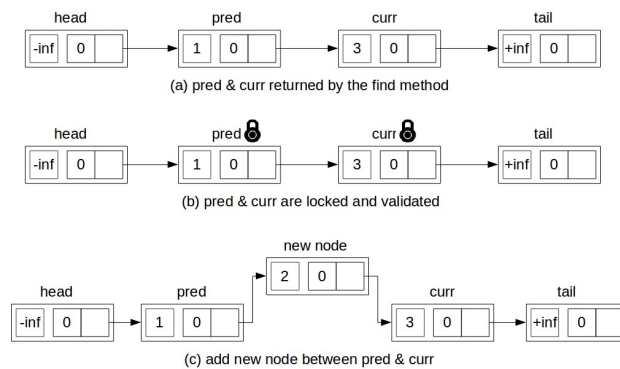 head pred curr tail
-inf 0 1 0 3 0 +inf 0
(a) pred & curr returned by the find method
head pred curr tail
-inf 0 1 0 3 0 +inf 0
(b) pred & curr are locked and validated
new node
2 0
head pred curr tail
-inf 0 1 0 3 0 +inf 0
(c) add new node between pred & curr